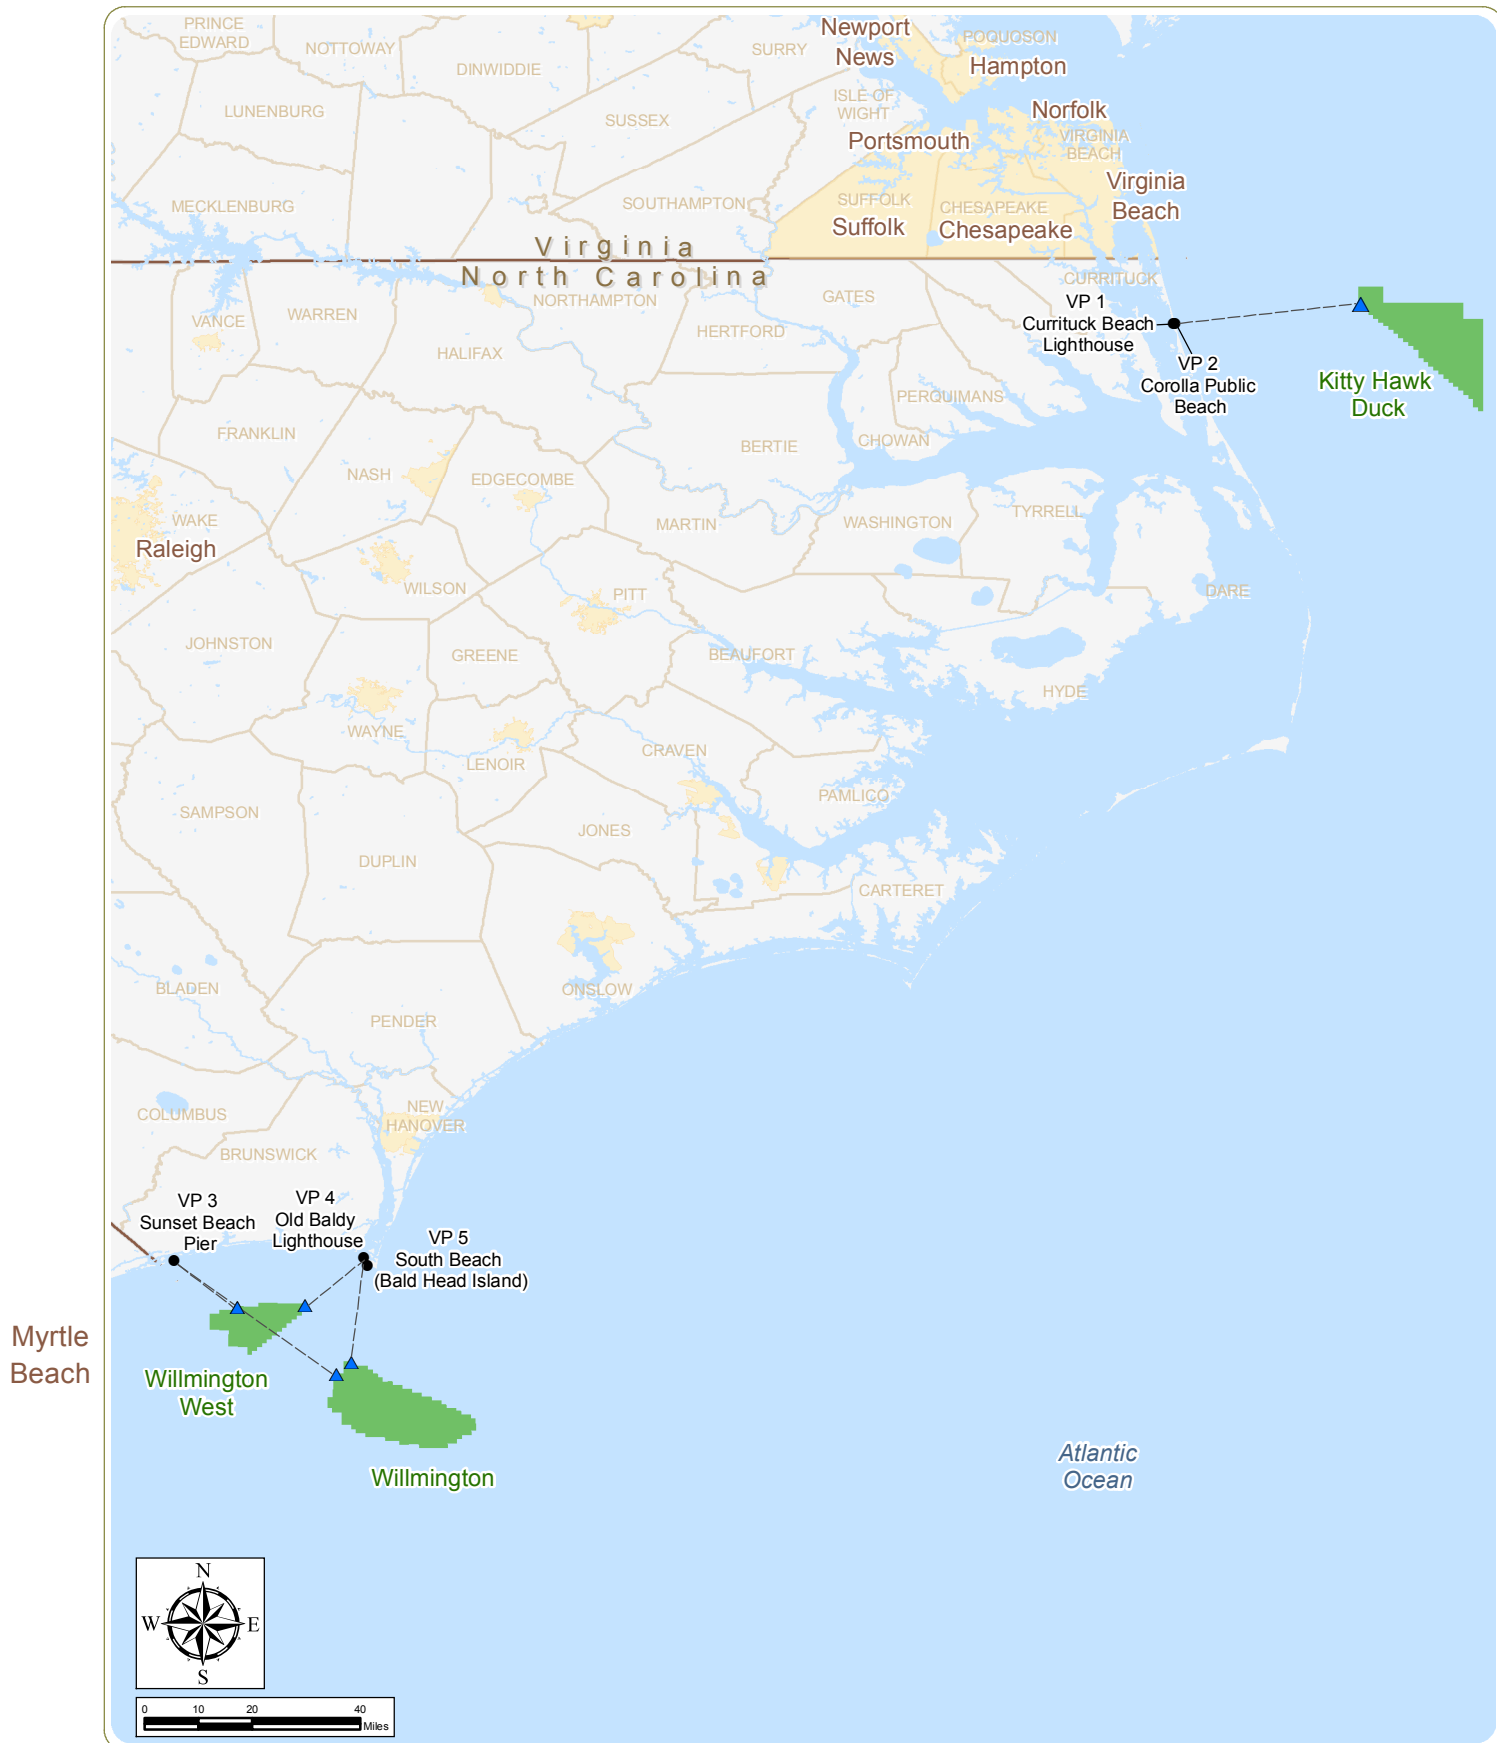 PRINCE
EDWARD
NOTTOWAY
DINWIDDIE
SURRY
Newport
News
POQUOSON
Hampton
LUNENBURG
SUSSEX
ISLE OF
WIGHT
Norfolk
Portsmouth
VIRGINIA
BEACH
MECKLENBURG
SOUTHAMPTON
SUFFOLK
Suffolk
CHESAPEAKE
Chesapeake
Virginia
Beach
Virginia
North Carolina
VANCE
WARREN
NORTHAMPTON
HERTFORD
GATES
CURRITUCK
VP 1
Currituck Beach
Lighthouse
VP 2
Corolla Public
Beach
Kitty Hawk
Duck
HALIFAX
FRANKLIN
NASH
EDGECOMBE
BERTIE
PERQUIMANS
CHOWAN
WAKE
Raleigh
MARTIN
WASHINGTON
TYRRELL
WILSON
PITT
DARE
JOHNSTON
GREENE
BEAUFORT
HYDE
WAYNE
LENOIR
CRAVEN
PAMLICO
SAMPSON
DUPLIN
JONES
CARTERET
BLADEN
PENDER
ONSLOW
COLUMBUS
NEW
HANOVER
BRUNSWICK
VP 3
Sunset Beach
Pier
VP 4
Old Baldy
Lighthouse
VP 5
South Beach
(Bald Head Island)
Myrtle
Beach
Willmington
West
Willmington
Atlantic
Ocean
N
W E
S
0 10 20 40
Miles